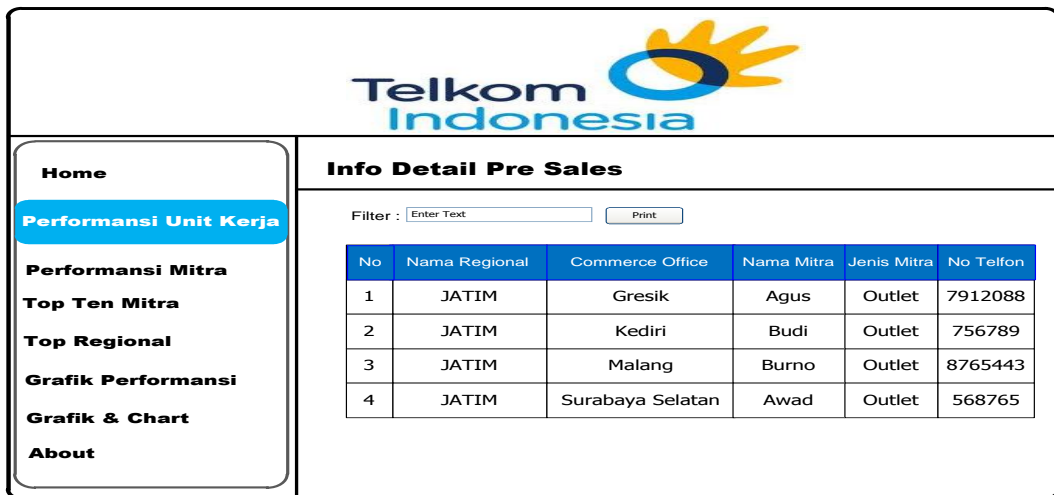 Telkom
Indonesia
Home
Performansi Unit Kerja
Performansi Mitra
Top Ten Mitra
Top Regional
Grafik Performansi
Grafik & Chart
About
Info Detail Pre Sales
Filter : Enter Text Print
No Nama Regional Commerce Office Nama Mitra Jenis Mitra No Telfon
1 JATIM Gresik Agus Outlet 7912088
2 JATIM Kediri Budi Outlet 756789
3 JATIM Malang Burno Outlet 8765443
4 JATIM Surabaya Selatan Awad Outlet 568765